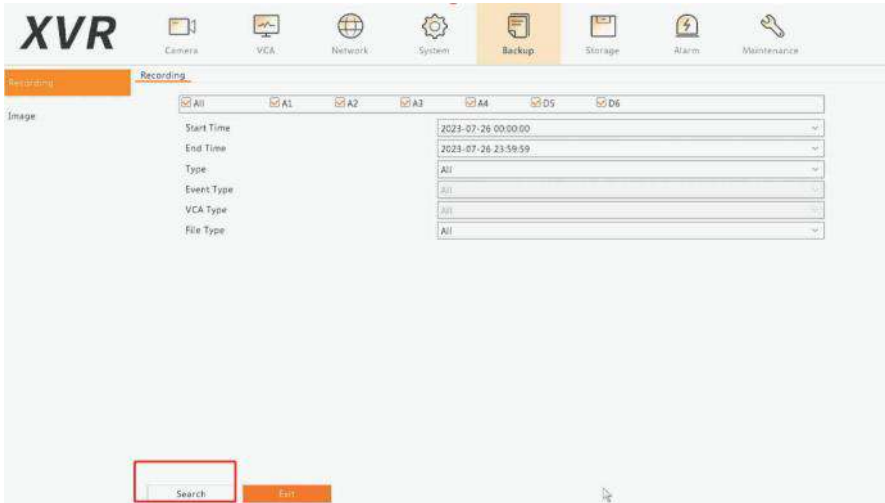 XVR
Camera VCA Network System Backup Storage Alarm Maintenance
Recording
Recording
All A1 A2 A3 A4 D5 D6
Image
Start Time 2023-07-26 00:00:00
End Time 2023-07-26 23:59:59
Type All
Event Type All
VCA Type All
File Type All
Search Exit